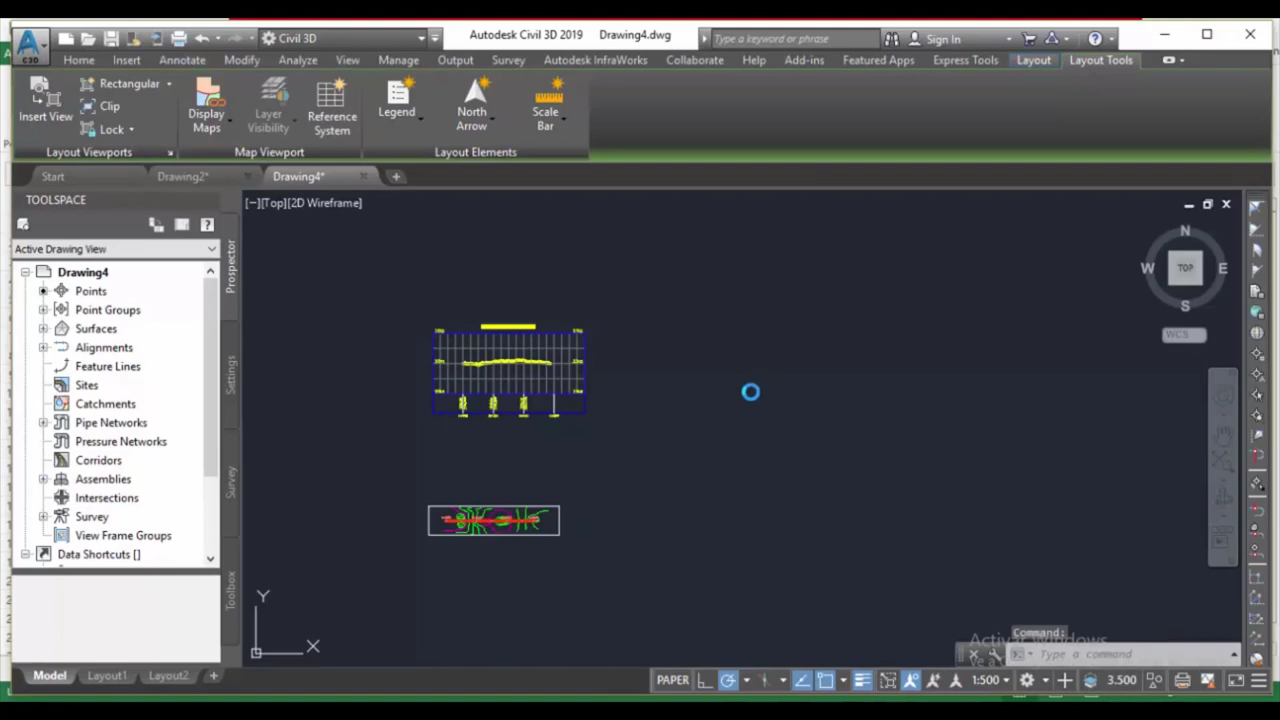 C3D Civil 3D Autodesk Civil 3D 2019 Drawing4.dwg Type a keyword or phrase Sign In
Home Insert Annotate Modify Analyze View Manage Output Survey Autodesk InfraWorks Collaborate Help Add-ins Featured Apps Express Tools Layout Layout Tools
Insert View
Rectangular
Clip
Lock
Display Maps
Layer Visibility
Reference System
Legend
North Arrow
Scale Bar
Layout Viewports Map Viewport Layout Elements
Start Drawing2* Drawing4*
TOOLSPACE
[−][Top][2D Wireframe]
Active Drawing View
Drawing4
Points
Point Groups
Surfaces
Alignments
Feature Lines
Sites
Catchments
Pipe Networks
Pressure Networks
Corridors
Assemblies
Intersections
Survey
View Frame Groups
Data Shortcuts []
Prospector
Settings
Survey
Toolbox
N
W TOP E
S
WCS
Y
X
Command:
Activar Windows
Type a command
Model Layout1 Layout2 +
PAPER 1:500 3.500